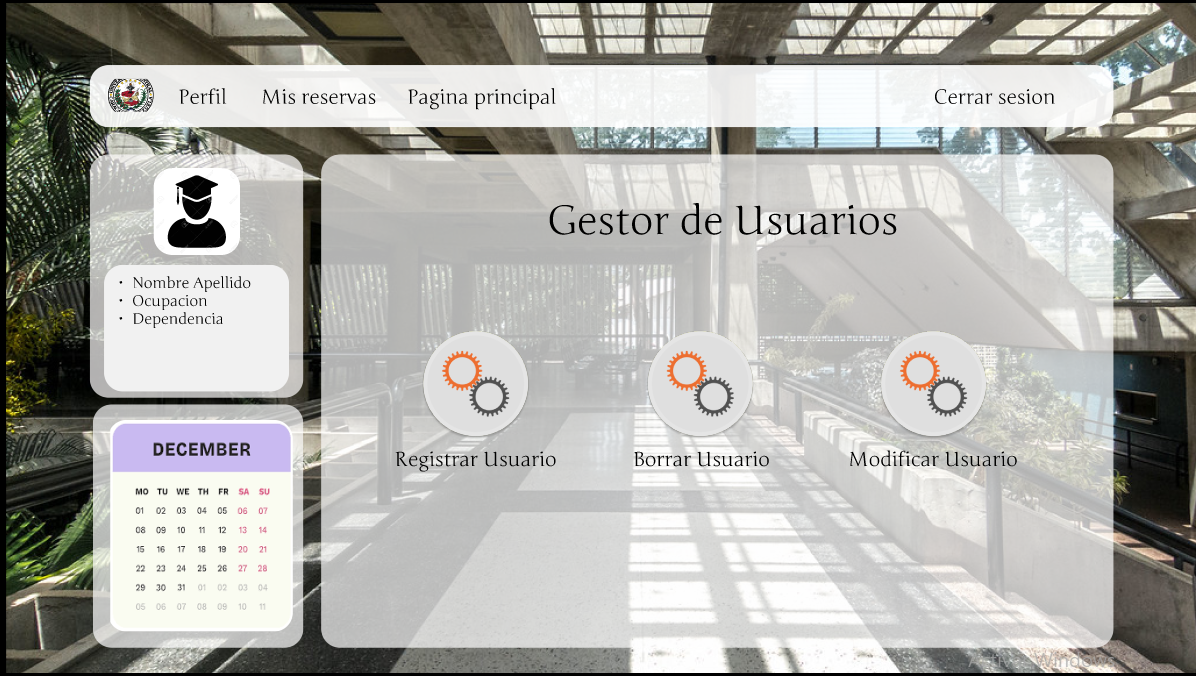 Perfil Mis reservas Pagina principal Cerrar sesion
Gestor de Usuarios
• Nombre Apellido
• Ocupacion
• Dependencia
Registrar Usuario Borrar Usuario Modificar Usuario
DECEMBER
MO TU WE TH FR SA SU
01 02 03 04 05 06 07
08 09 10 11 12 13 14
15 16 17 18 19 20 21
22 23 24 25 26 27 28
29 30 31 01 02 03 04
05 06 07 08 09 10 11